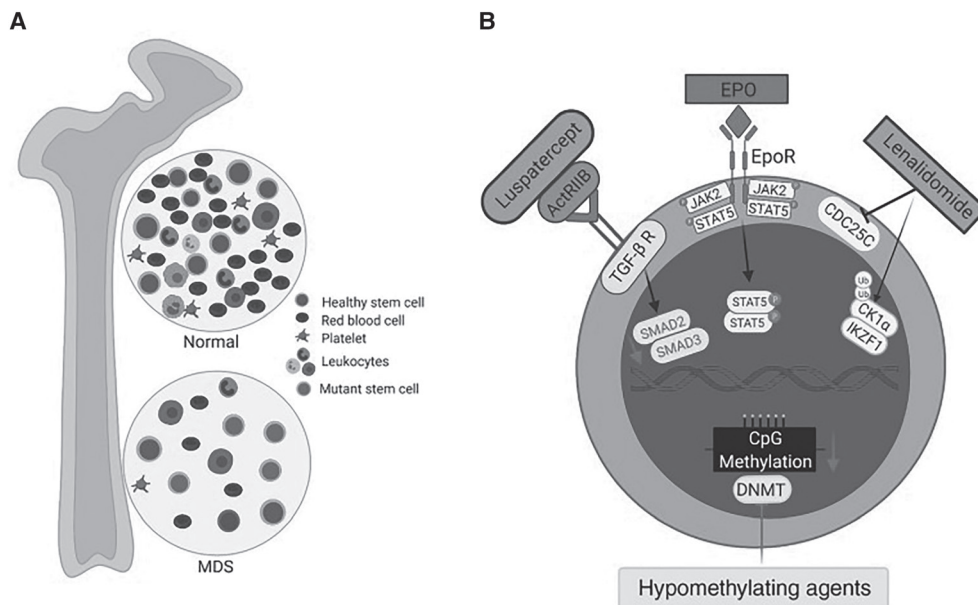 A
Normal
Healthy stem cell
Red blood cell
Platelet
Leukocytes
Mutant stem cell
MDS
B
EPO
Luspatercept
ActRIIB
EpoR
Lenalidomide
JAK2
STAT5
JAK2
STAT5
CDC25C
TGF-β R
Ub
Ub
CK1α
IKZF1
STAT5 P
STAT5 P
SMAD2
SMAD3
CpG
Methylation
DNMT
Hypomethylating agents